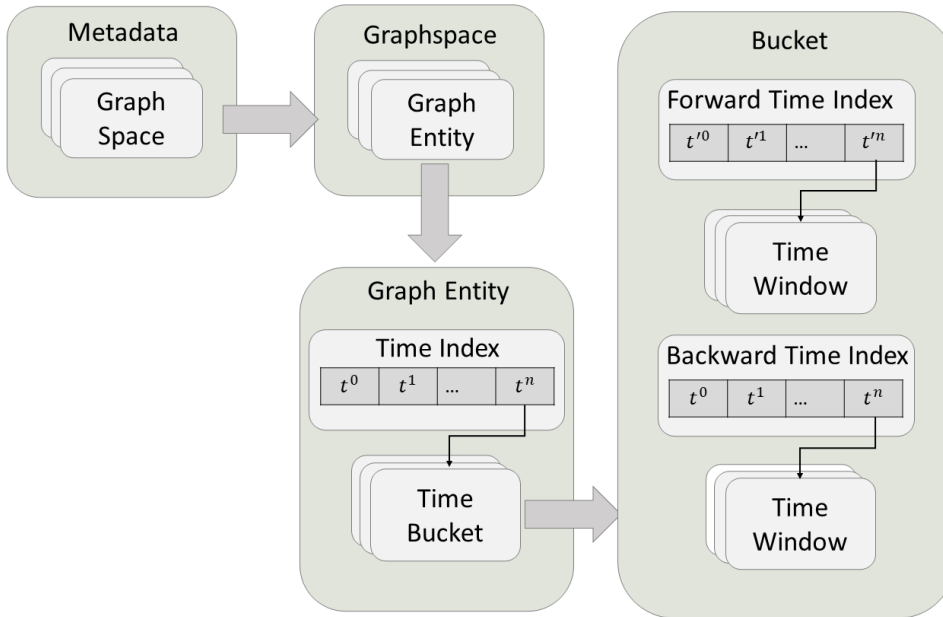 Metadata
Graph
Space
Graphspace
Graph
Entity
Graph Entity
Time Index
t⁰ t¹ ... tⁿ
Time
Bucket
Bucket
Forward Time Index
t′⁰ t′¹ ... t′ⁿ
Time
Window
Backward Time Index
t⁰ t¹ ... tⁿ
Time
Window